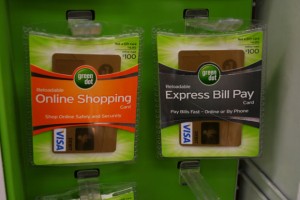 $100
green
dot
Reloadable
Online Shopping
Card
Shop Online Safely and Securely
VISA
$100
green
dot
Reloadable
Express Bill Pay
Card
Pay Bills Fast - Online or By Phone
VISA